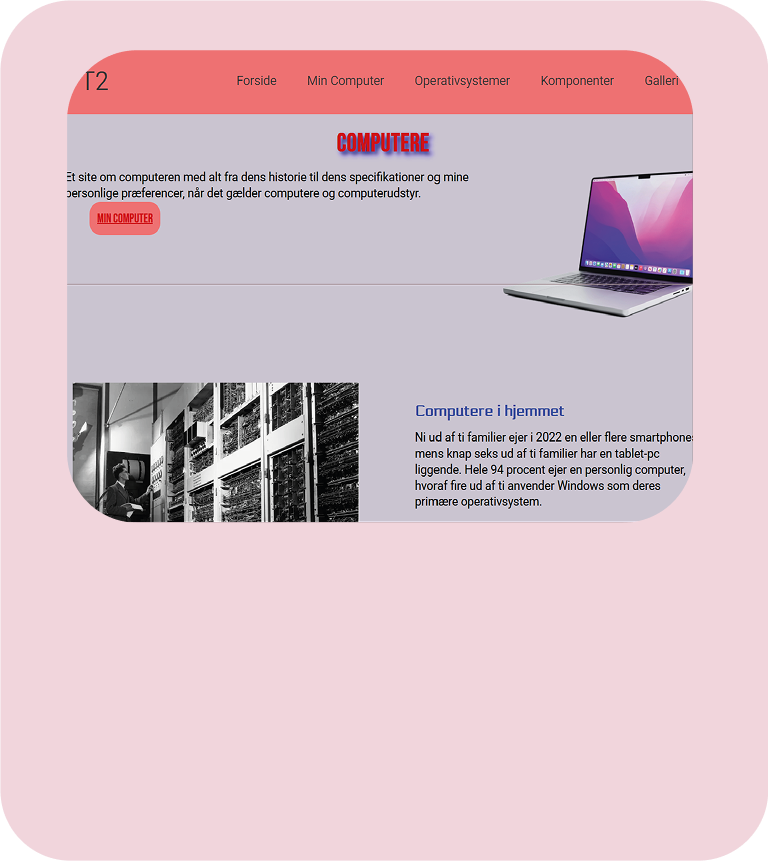 T2
Forside Min Computer Operativsystemer Komponenter Galleri
COMPUTERE
Et site om computeren med alt fra dens historie til dens specifikationer og mine
personlige præferencer, når det gælder computere og computerudstyr.
MIN COMPUTER
Computere i hjemmet
Ni ud af ti familier ejer i 2022 en eller flere smartphones
mens knap seks ud af ti familier har en tablet-pc
liggende. Hele 94 procent ejer en personlig computer,
hvoraf fire ud af ti anvender Windows som deres
primære operativsystem.